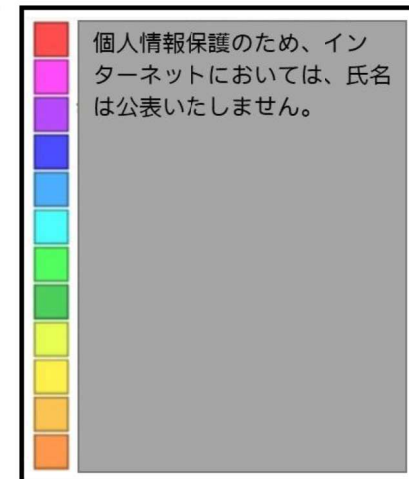 個人情報保護のため、イン
ターネットにおいては、氏名
は公表いたしません。